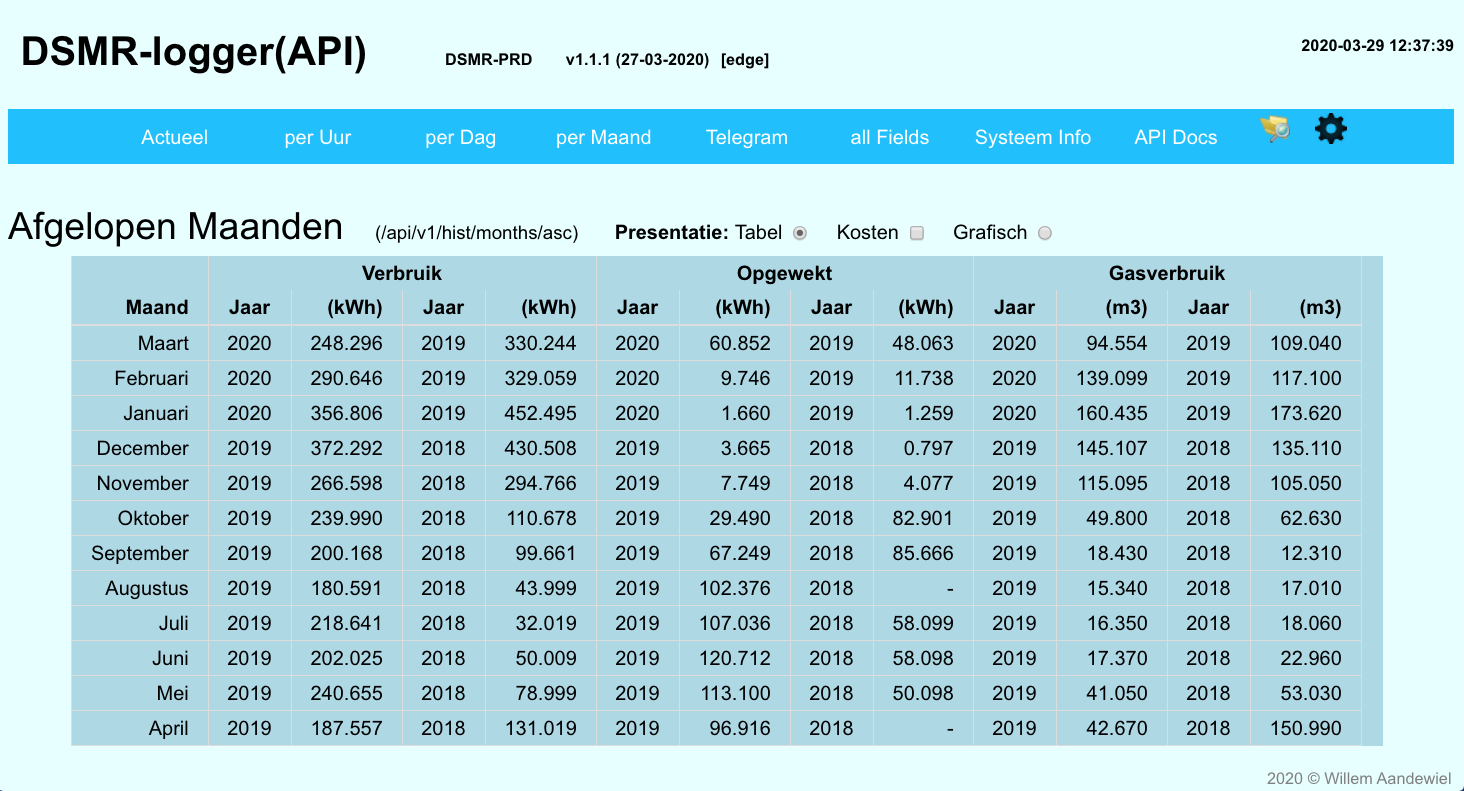 DSMR-logger(API) DSMR-PRD v1.1.1 (27-03-2020) [edge] 2020-03-29 12:37:39
Actueel per Uur per Dag per Maand Telegram all Fields Systeem Info API Docs
Afgelopen Maanden (/api/v1/hist/months/asc) Presentatie: Tabel Kosten Grafisch
Verbruik Opgewekt Gasverbruik
Maand Jaar (kWh) Jaar (kWh) Jaar (kWh) Jaar (kWh) Jaar (m3) Jaar (m3)
Maart 2020 248.296 2019 330.244 2020 60.852 2019 48.063 2020 94.554 2019 109.040
Februari 2020 290.646 2019 329.059 2020 9.746 2019 11.738 2020 139.099 2019 117.100
Januari 2020 356.806 2019 452.495 2020 1.660 2019 1.259 2020 160.435 2019 173.620
December 2019 372.292 2018 430.508 2019 3.665 2018 0.797 2019 145.107 2018 135.110
November 2019 266.598 2018 294.766 2019 7.749 2018 4.077 2019 115.095 2018 105.050
Oktober 2019 239.990 2018 110.678 2019 29.490 2018 82.901 2019 49.800 2018 62.630
September 2019 200.168 2018 99.661 2019 67.249 2018 85.666 2019 18.430 2018 12.310
Augustus 2019 180.591 2018 43.999 2019 102.376 2018 - 2019 15.340 2018 17.010
Juli 2019 218.641 2018 32.019 2019 107.036 2018 58.099 2019 16.350 2018 18.060
Juni 2019 202.025 2018 50.009 2019 120.712 2018 58.098 2019 17.370 2018 22.960
Mei 2019 240.655 2018 78.999 2019 113.100 2018 50.098 2019 41.050 2018 53.030
April 2019 187.557 2018 131.019 2019 96.916 2018 - 2019 42.670 2018 150.990
2020 © Willem Aandewiel